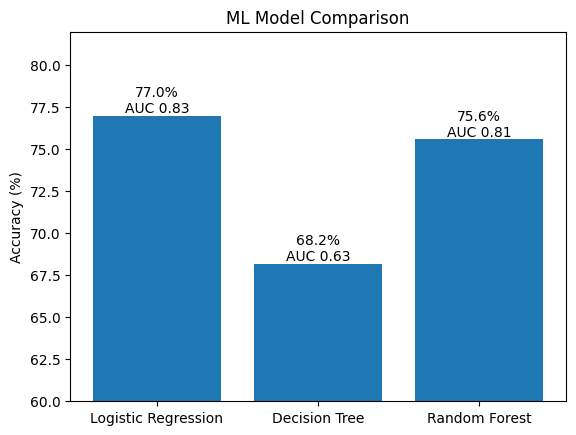 ML Model Comparison
Accuracy (%)
80.0
77.5
75.0
72.5
70.0
67.5
65.0
62.5
60.0
77.0%
AUC 0.83
68.2%
AUC 0.63
75.6%
AUC 0.81
Logistic Regression
Decision Tree
Random Forest